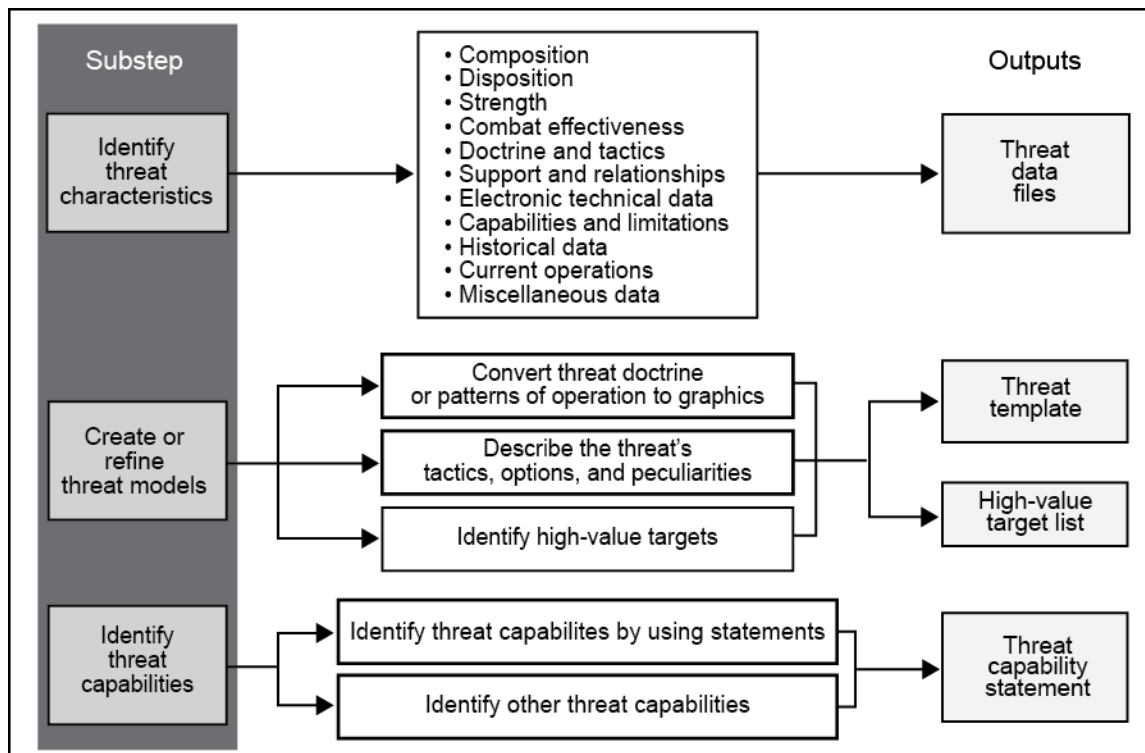 Substep
Outputs
Identify
threat
characteristics
• Composition
• Disposition
• Strength
• Combat effectiveness
• Doctrine and tactics
• Support and relationships
• Electronic technical data
• Capabilities and limitations
• Historical data
• Current operations
• Miscellaneous data
Threat
data
files
Create or
refine
threat models
Convert threat doctrine
or patterns of operation to graphics
Describe the threat’s
tactics, options, and peculiarities
Identify high-value targets
Threat
template
High-value
target list
Identify
threat
capabilities
Identify threat capabilites by using statements
Identify other threat capabilities
Threat
capability
statement